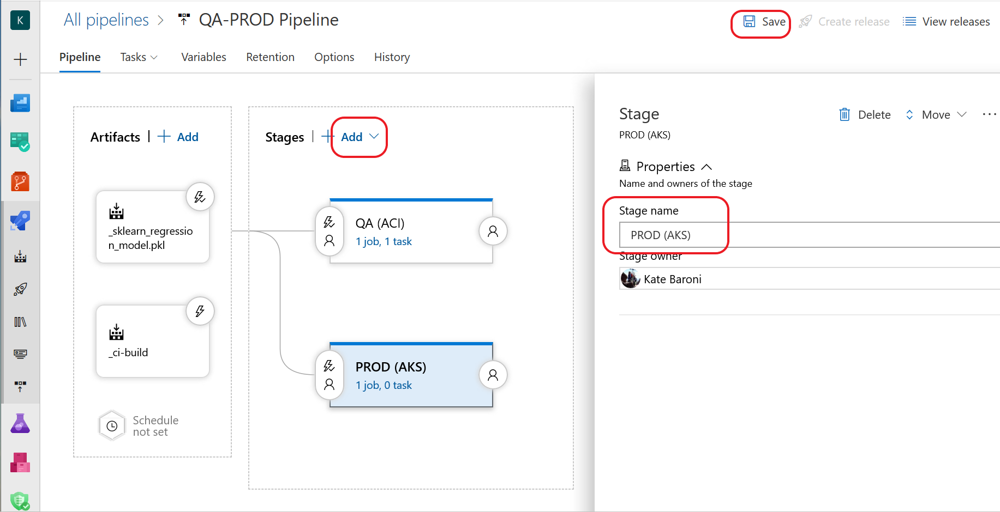 K
All pipelines > QA-PROD Pipeline
Save
Create release
View releases
Pipeline
Tasks
Variables
Retention
Options
History
Artifacts | + Add
_sklearn_regressio
n_model.pkl
_ci-build
Schedule
not set
Stages | + Add
QA (ACI)
1 job, 1 task
PROD (AKS)
1 job, 0 task
Stage
Delete
Move
...
PROD (AKS)
Properties
Name and owners of the stage
Stage name
PROD (AKS)
Stage owner
Kate Baroni